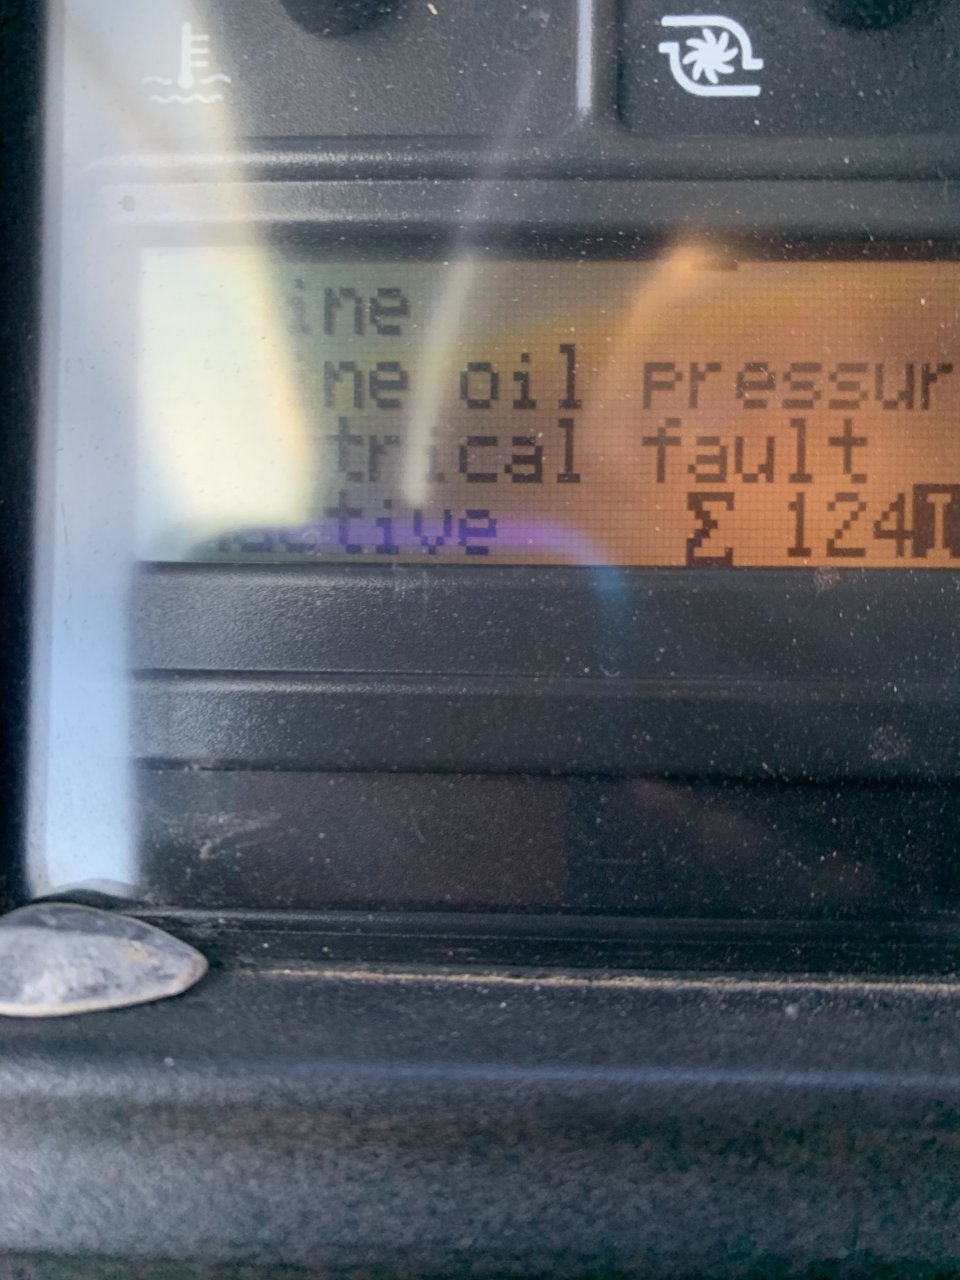 ine
ne oil pressur
trical fault
tive Σ 124